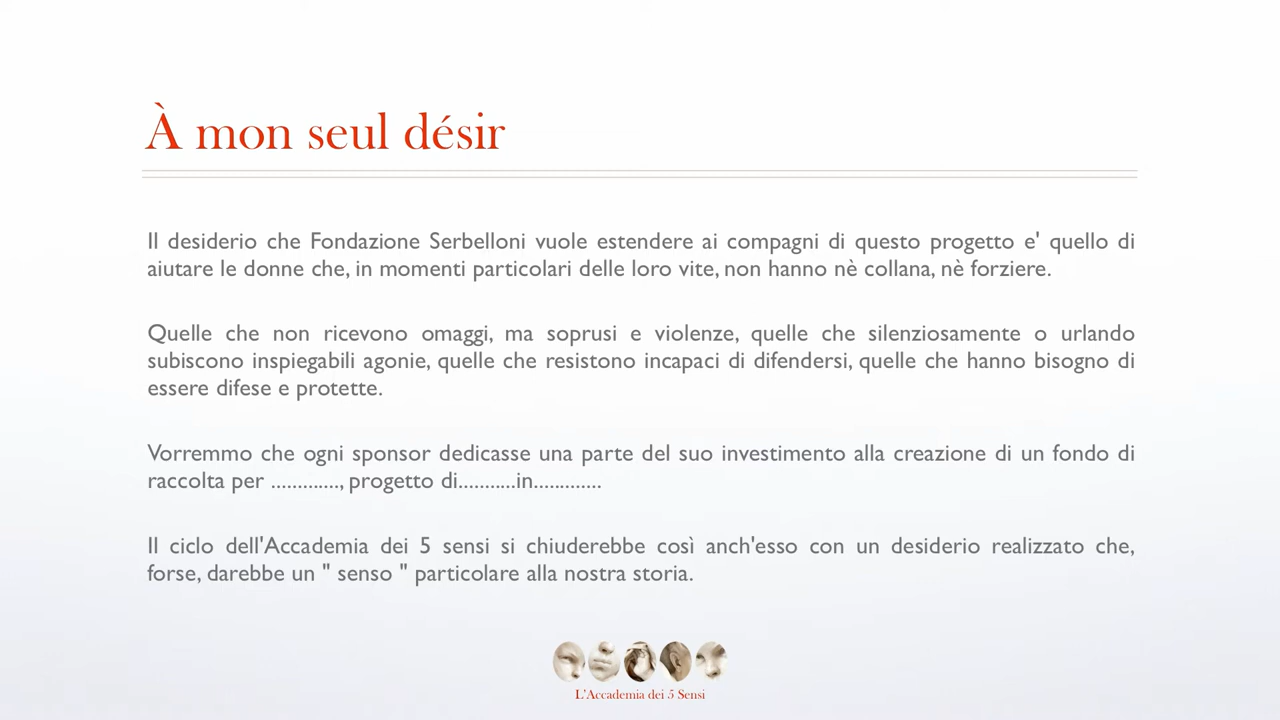 À mon seul désir
Il desiderio che Fondazione Serbelloni vuole estendere ai compagni di questo progetto e' quello di
aiutare le donne che, in momenti particolari delle loro vite, non hanno nè collana, nè forziere.
Quelle che non ricevono omaggi, ma soprusi e violenze, quelle che silenziosamente o urlando
subiscono inspiegabili agonie, quelle che resistono incapaci di difendersi, quelle che hanno bisogno di
essere difese e protette.
Vorremmo che ogni sponsor dedicasse una parte del suo investimento alla creazione di un fondo di
raccolta per ............., progetto di...........in.............
Il ciclo dell'Accademia dei 5 sensi si chiuderebbe così anch'esso con un desiderio realizzato che,
forse, darebbe un " senso " particolare alla nostra storia.
L'Accademia dei 5 Sensi